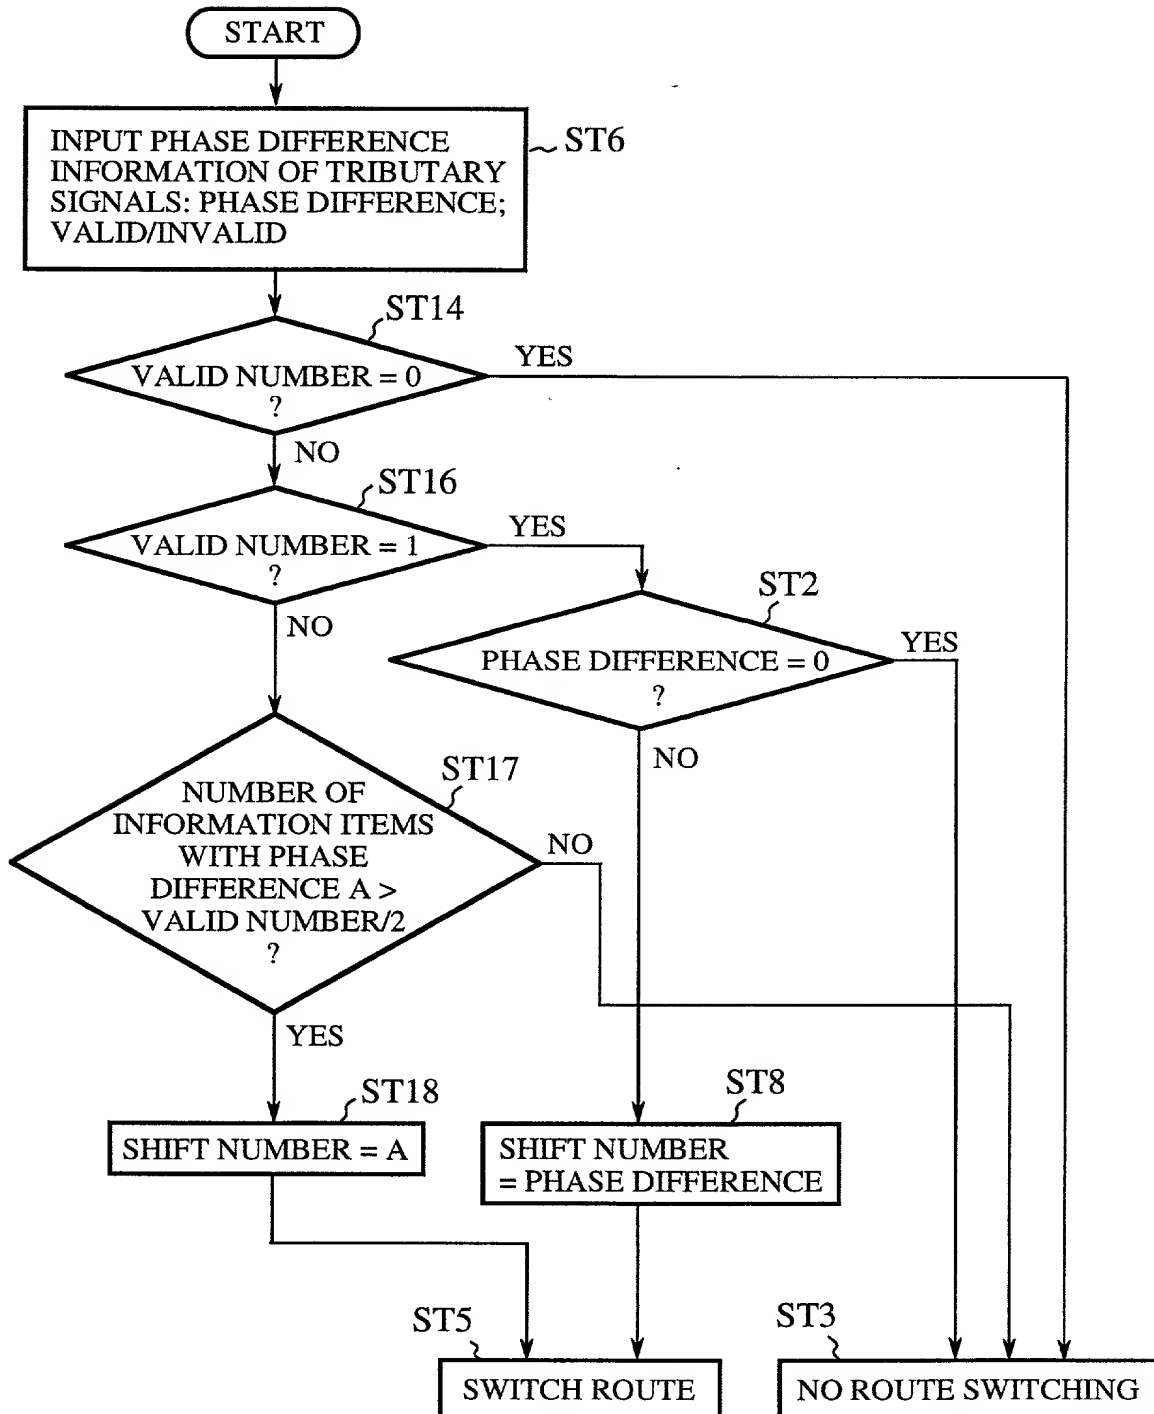 START
INPUT PHASE DIFFERENCE
INFORMATION OF TRIBUTARY
SIGNALS: PHASE DIFFERENCE;
VALID/INVALID
ST6
ST14
VALID NUMBER = 0
?
YES
NO
ST16
VALID NUMBER = 1
?
YES
NO
ST2
PHASE DIFFERENCE = 0
?
YES
NO
ST17
NUMBER OF
INFORMATION ITEMS
WITH PHASE
DIFFERENCE A >
VALID NUMBER/2
?
NO
YES
ST18
SHIFT NUMBER = A
ST8
SHIFT NUMBER
= PHASE DIFFERENCE
ST5
SWITCH ROUTE
ST3
NO ROUTE SWITCHING